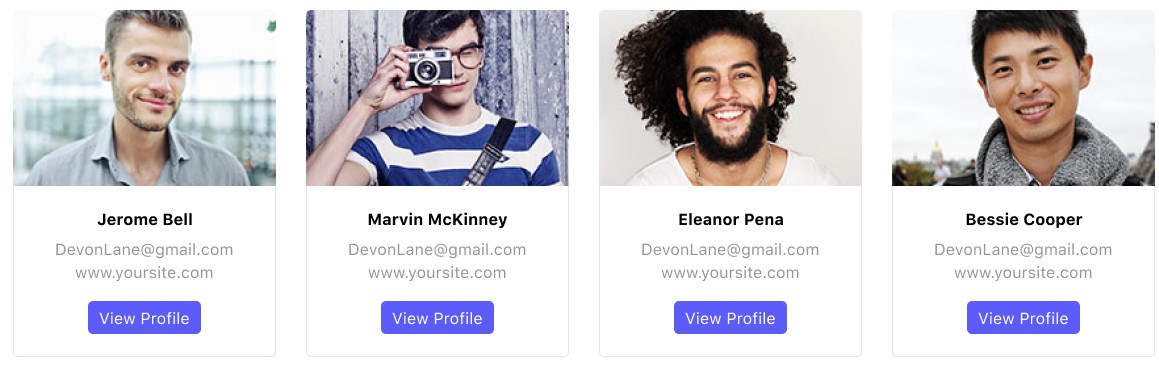 Jerome Bell
DevonLane@gmail.com
www.yoursite.com
View Profile
Marvin McKinney
DevonLane@gmail.com
www.yoursite.com
View Profile
Eleanor Pena
DevonLane@gmail.com
www.yoursite.com
View Profile
Bessie Cooper
DevonLane@gmail.com
www.yoursite.com
View Profile